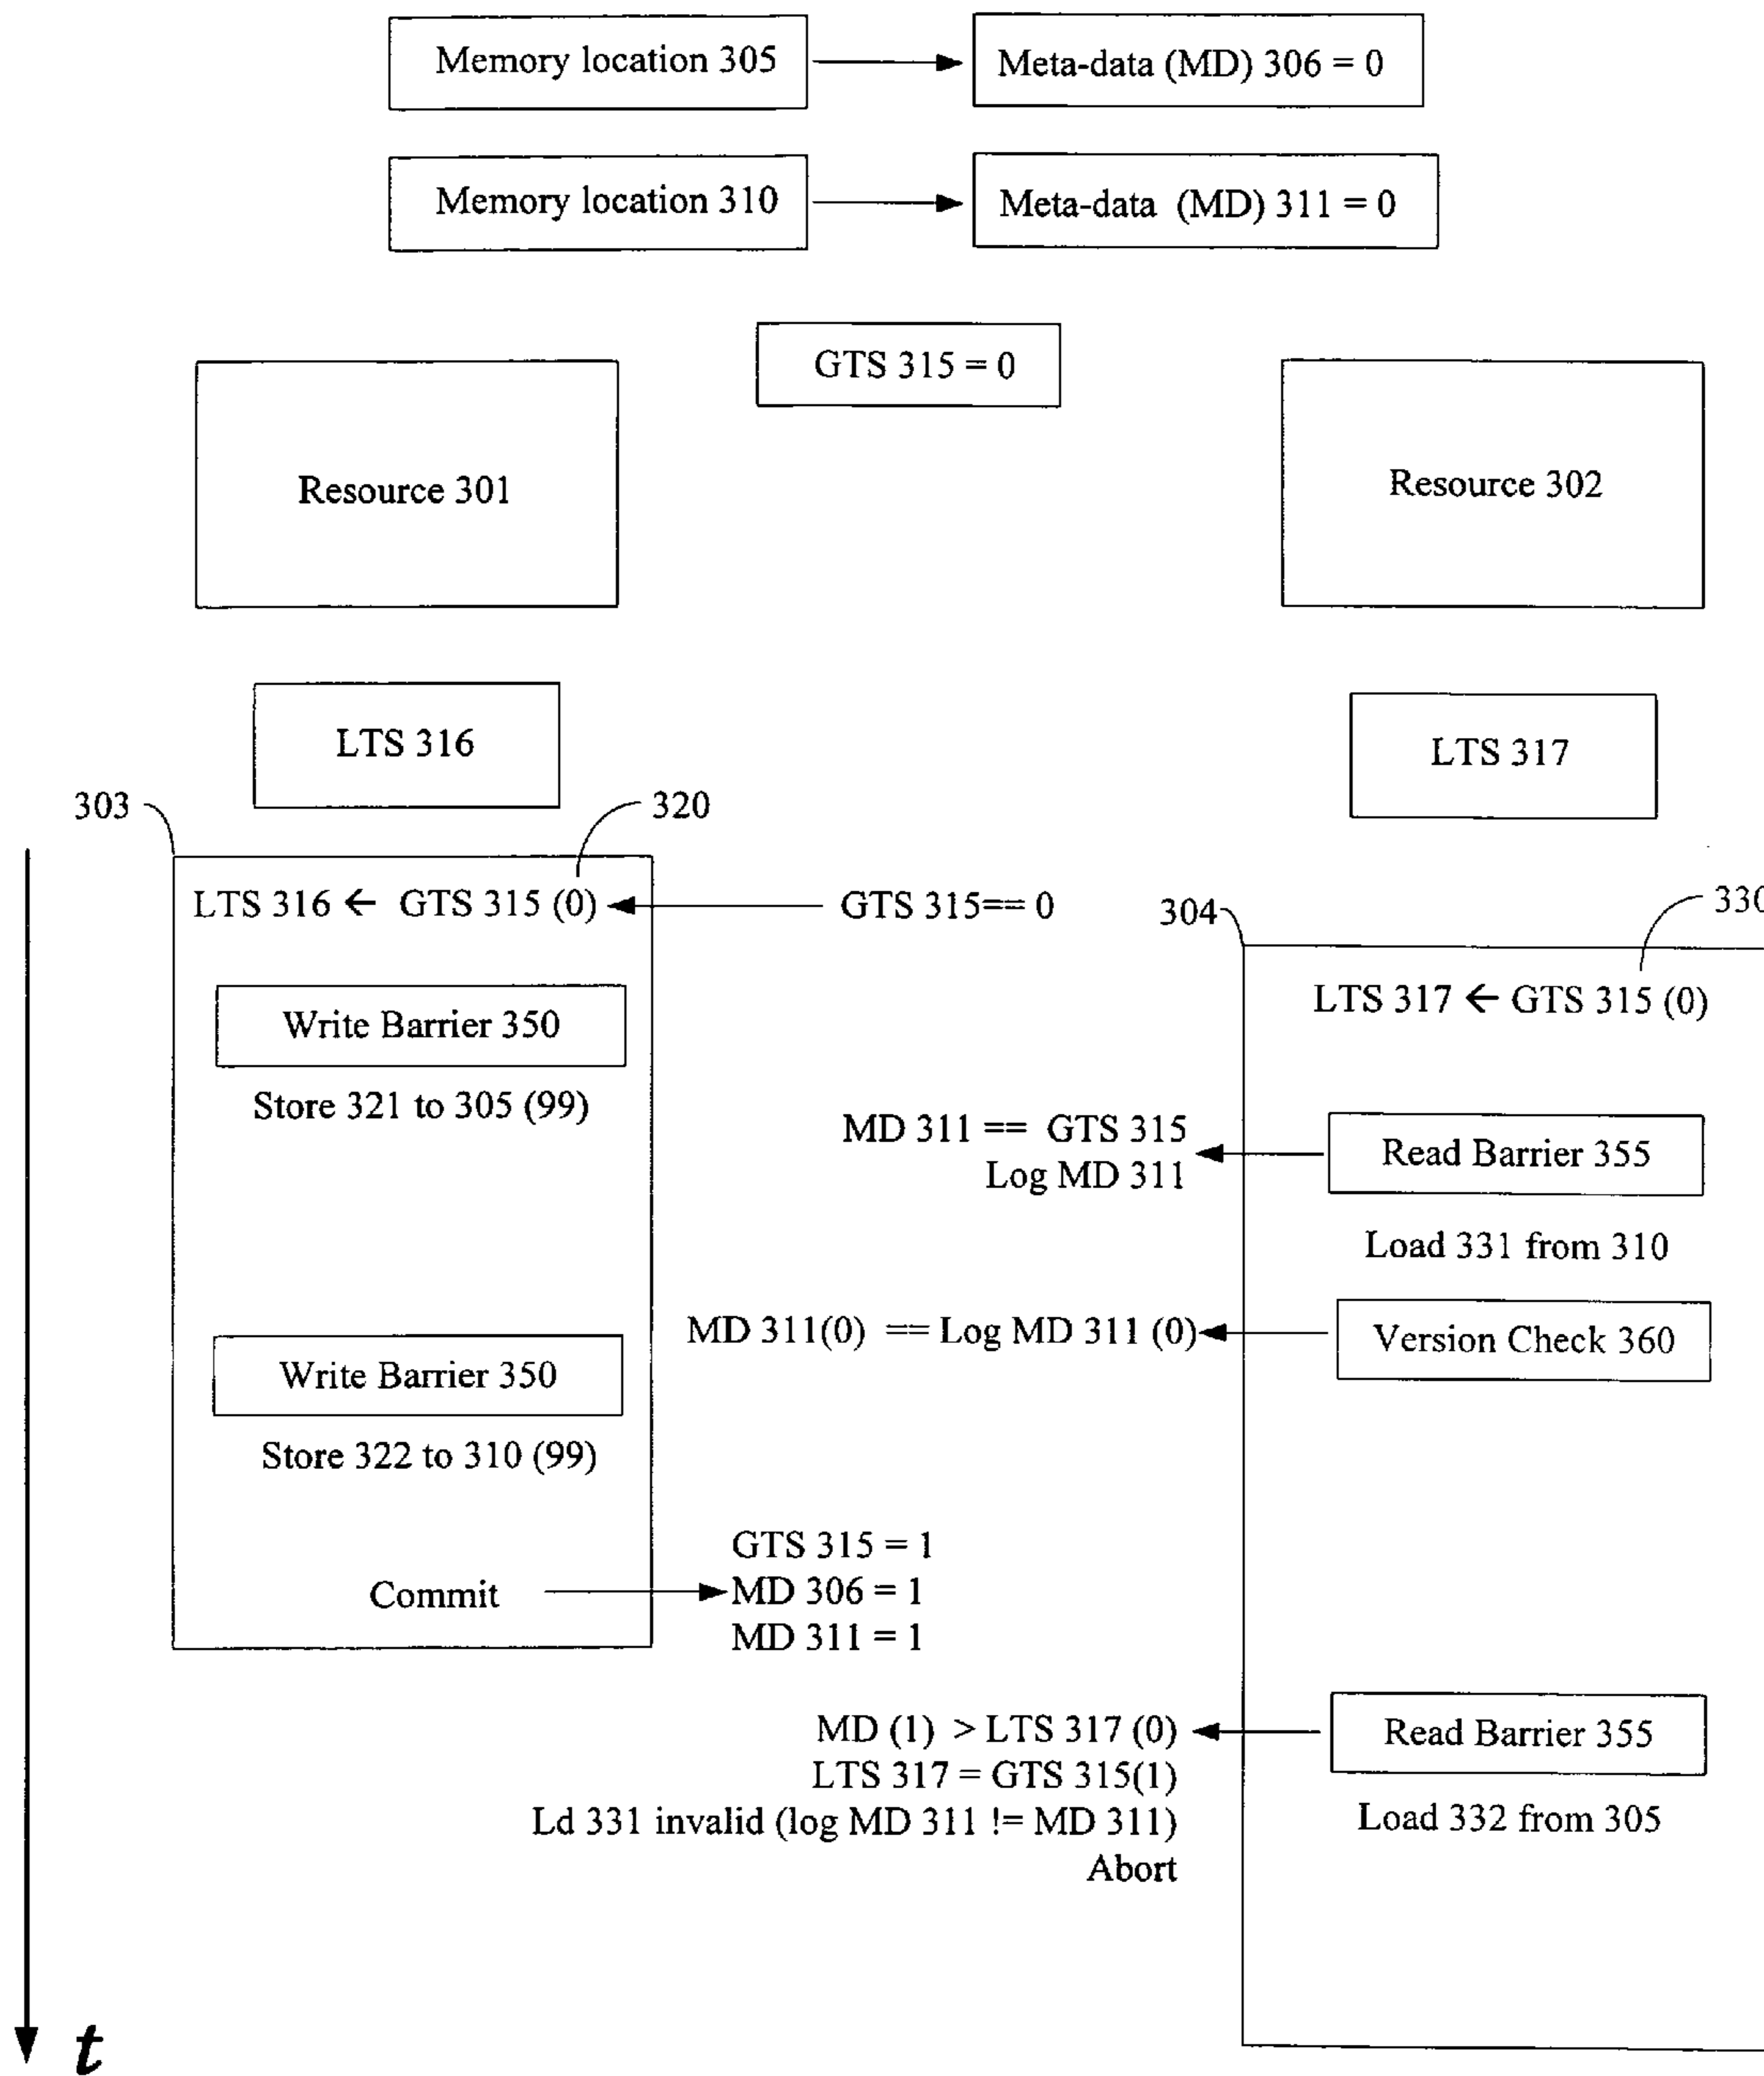 Memory location 305
Meta-data (MD) 306 = 0
Memory location 310
Meta-data (MD) 311 = 0
GTS 315 = 0
Resource 301
Resource 302
LTS 316
LTS 317
303
320
LTS 316 ← GTS 315 (0)
GTS 315== 0
304
330
LTS 317 ← GTS 315 (0)
Write Barrier 350
Store 321 to 305 (99)
MD 311 == GTS 315
Log MD 311
Read Barrier 355
Load 331 from 310
MD 311(0) == Log MD 311 (0)
Version Check 360
Write Barrier 350
Store 322 to 310 (99)
Commit
GTS 315 = 1
MD 306 = 1
MD 311 = 1
MD (1) > LTS 317 (0)
LTS 317 = GTS 315(1)
Ld 331 invalid (log MD 311 != MD 311)
Abort
Read Barrier 355
Load 332 from 305
t